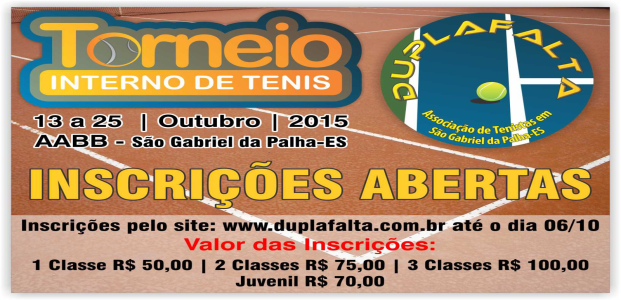 Torneio
INTERNO DE TENIS
13 a 25 | Outubro | 2015
AABB - São Gabriel da Palha-ES
DUPLAFALTA
Associação de Tenistas em
São Gabriel da Palha-ES
INSCRIÇÕES ABERTAS
Inscrições pelo site: www.duplafalta.com.br até o dia 06/10
Valor das Inscrições:
1 Classe R$ 50,00 | 2 Classes R$ 75,00 | 3 Classes R$ 100,00
Juvenil R$ 70,00